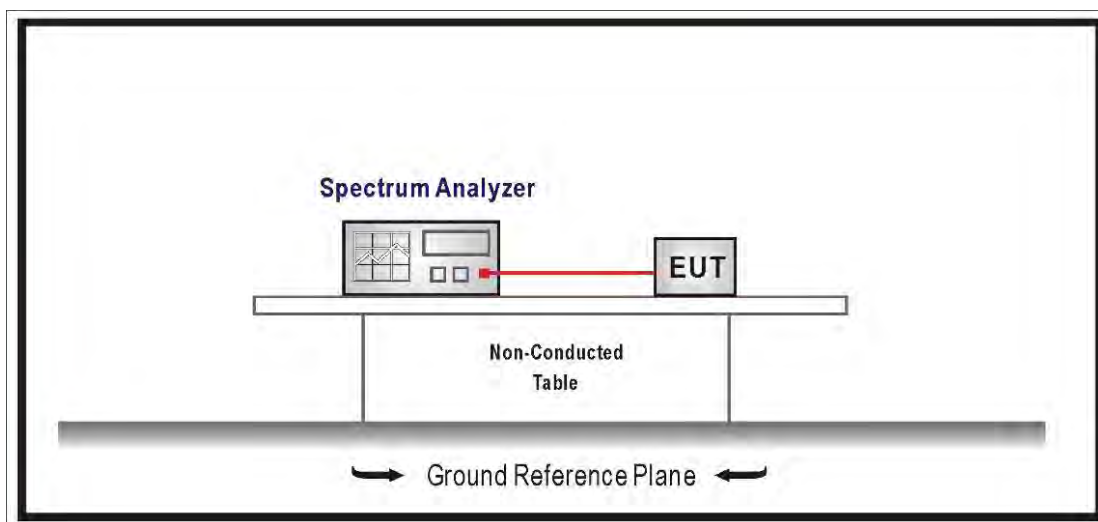 Spectrum Analyzer
EUT
Non-Conducted
Table
Ground Reference Plane